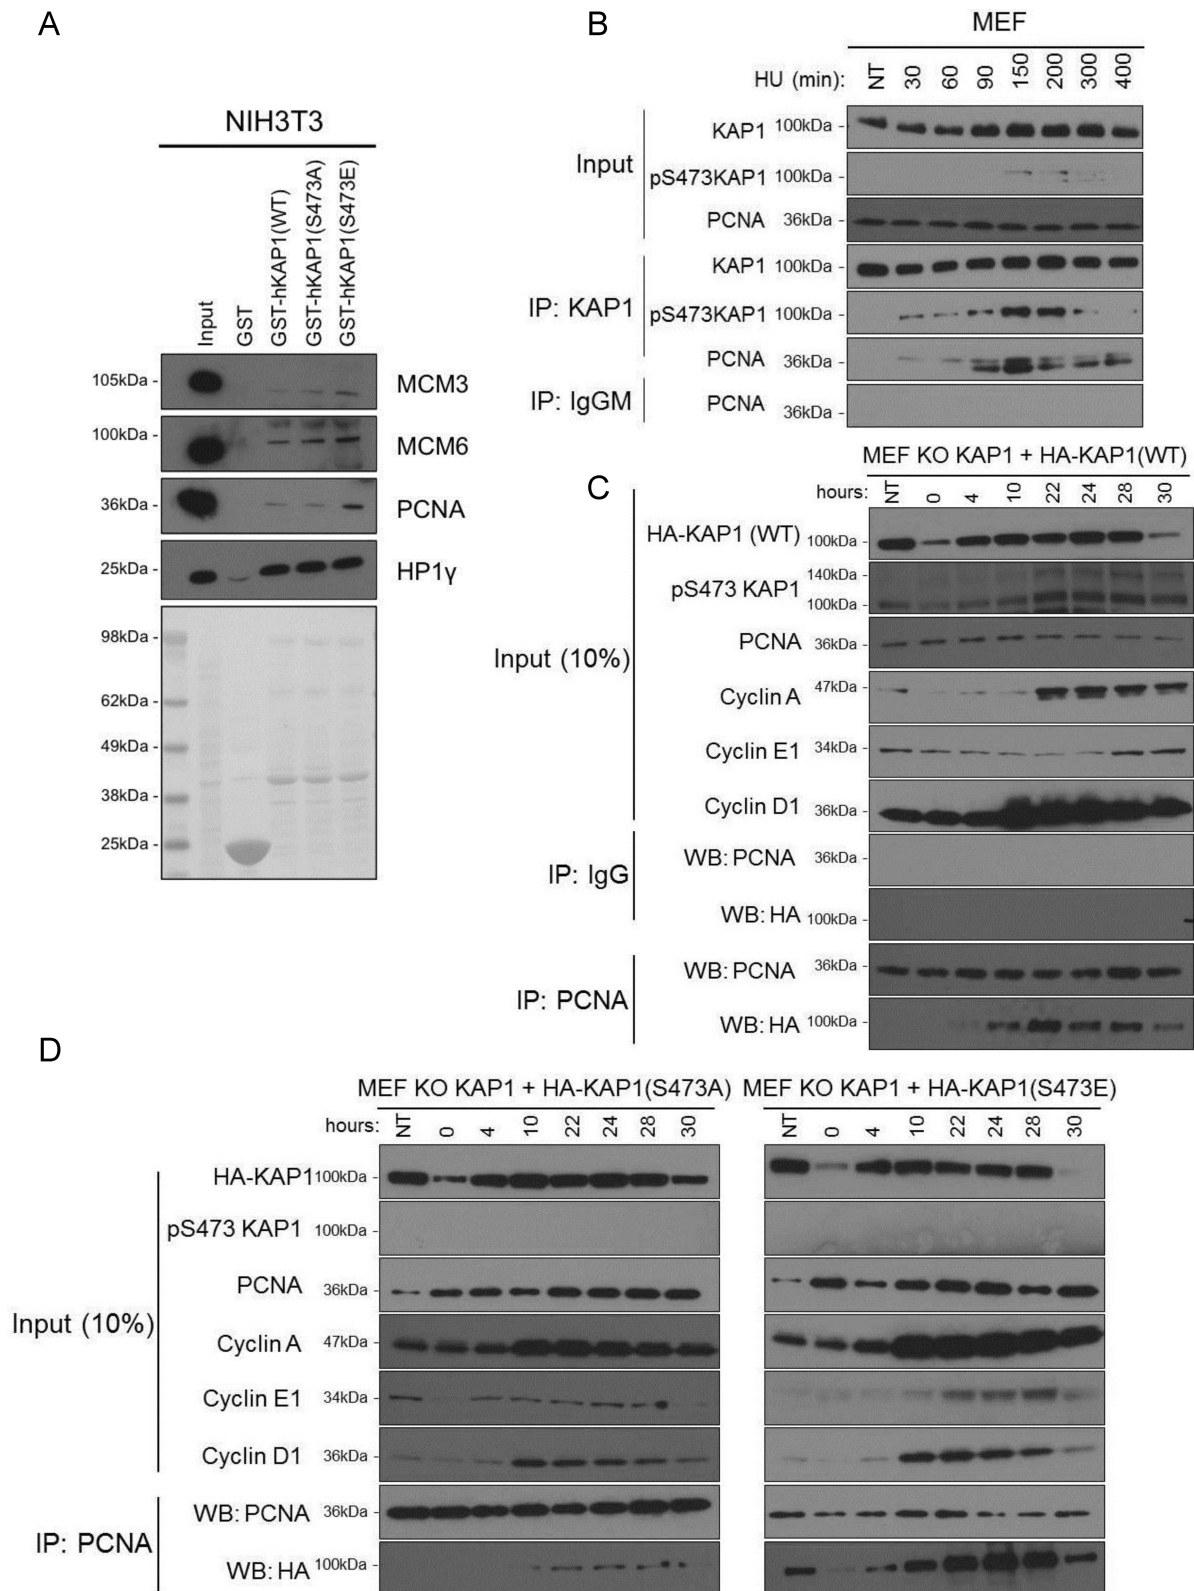 A
NIH3T3
Input
GST
GST-hKAP1(WT)
GST-hKAP1(S473A)
GST-hKAP1(S473E)
105kDa - MCM3
100kDa - MCM6
36kDa - PCNA
25kDa - HP1γ
98kDa -
62kDa -
49kDa -
38kDa -
25kDa -
B
MEF
HU (min): NT 30 60 90 150 200 300 400
Input
KAP1 100kDa -
pS473KAP1 100kDa -
PCNA 36kDa -
IP: KAP1
KAP1 100kDa -
pS473KAP1 100kDa -
PCNA 36kDa -
IP: IgGM
PCNA 36kDa -
C
MEF KO KAP1 + HA-KAP1(WT)
hours: NT 0 4 10 22 24 28 30
Input (10%)
HA-KAP1 (WT) 100kDa -
pS473 KAP1 140kDa -
100kDa -
PCNA 36kDa -
Cyclin A 47kDa -
Cyclin E1 34kDa -
Cyclin D1 36kDa -
IP: IgG
WB: PCNA 36kDa -
WB: HA 100kDa -
IP: PCNA
WB: PCNA 36kDa -
WB: HA 100kDa -
D
MEF KO KAP1 + HA-KAP1(S473A) MEF KO KAP1 + HA-KAP1(S473E)
hours: NT 0 4 10 22 24 28 30 NT 0 4 10 22 24 28 30
Input (10%)
HA-KAP1 100kDa -
pS473 KAP1 100kDa -
PCNA 36kDa -
Cyclin A 47kDa -
Cyclin E1 34kDa -
Cyclin D1 36kDa -
IP: PCNA
WB: PCNA 36kDa -
WB: HA 100kDa -